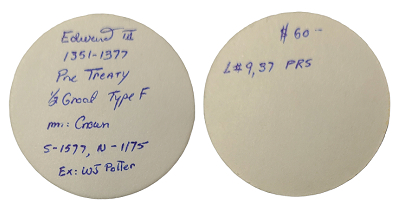 Edward III
1351-1377
Pre Treaty
1/2 Groat Type F
mm: Crown
S-1577, N-1175
Ex: WJ Potter
$60-
L#9,37 PRS